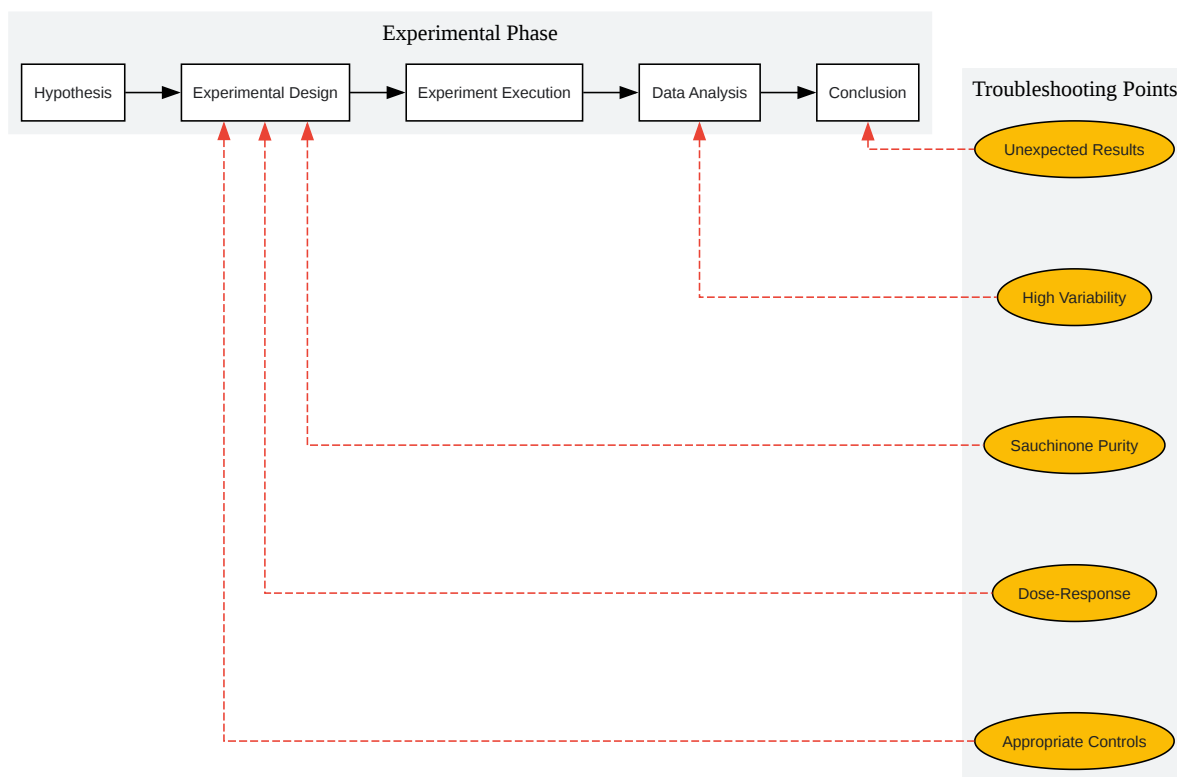 Experimental Phase
Hypothesis
Experimental Design
Experiment Execution
Data Analysis
Conclusion
Troubleshooting Points
Unexpected Results
High Variability
Sauchinone Purity
Dose-Response
Appropriate Controls